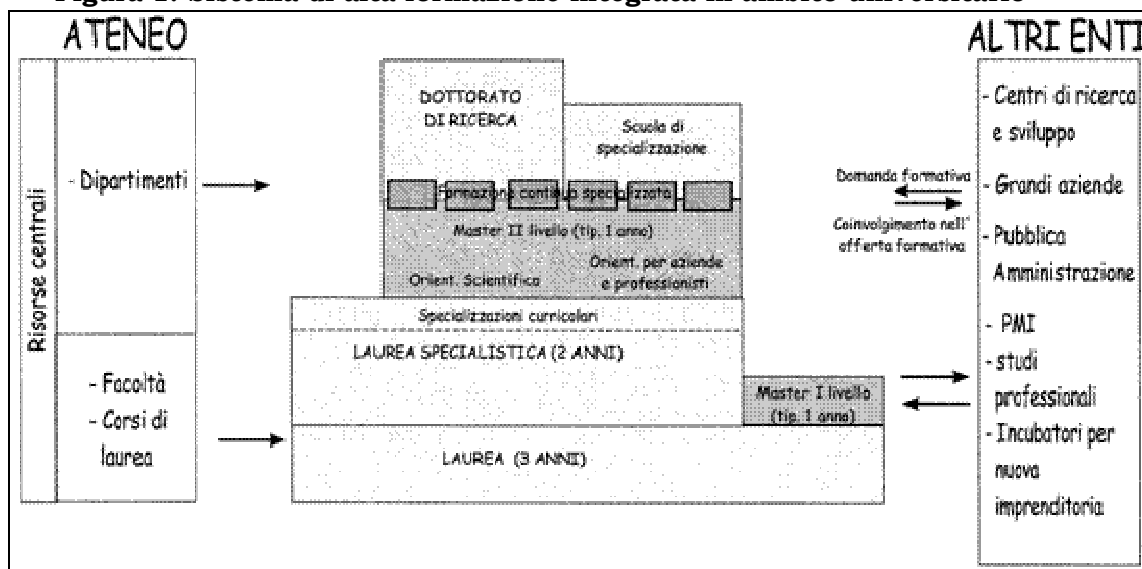 Figura 1: Sistema di alta formazione integrata in ambito universitario
ATENEO
Risorse centrali
- Dipartimenti
- Facoltà
- Corsi di
laurea
DOTTORATO
DI RICERCA
Scuola di
specializzazione
Formazione continua specializzata
Master II livello (tip. 1 anno)
Orient. Scientifica
Orient. per aziende
e professionisti
Specializzazioni curricolari
LAUREA SPECIALISTICA (2 ANNI)
Master I livello
(tip. 1 anno)
LAUREA (3 ANNI)
Domanda formativa
Coinvolgimento nell'
offerta formativa
ALTRI ENTI
- Centri di ricerca
e sviluppo
- Grandi aziende
- Pubblica
Amministrazione
- PMI
- studi
professionali
- Incubatori per
nuova
imprenditoria